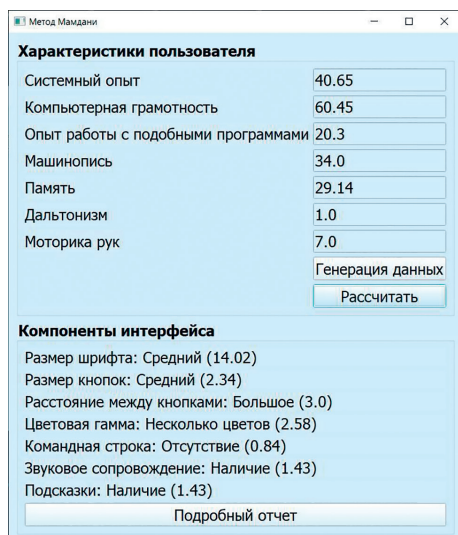 Метод Мамдани
Характеристики пользователя
Системный опыт 40.65
Компьютерная грамотность 60.45
Опыт работы с подобными программами 20.3
Машинопись 34.0
Память 29.14
Дальтонизм 1.0
Моторика рук 7.0
Генерация данных
Рассчитать
Компоненты интерфейса
Размер шрифта: Средний (14.02)
Размер кнопок: Средний (2.34)
Расстояние между кнопками: Большое (3.0)
Цветовая гамма: Несколько цветов (2.58)
Командная строка: Отсутствие (0.84)
Звуковое сопровождение: Наличие (1.43)
Подсказки: Наличие (1.43)
Подробный отчет